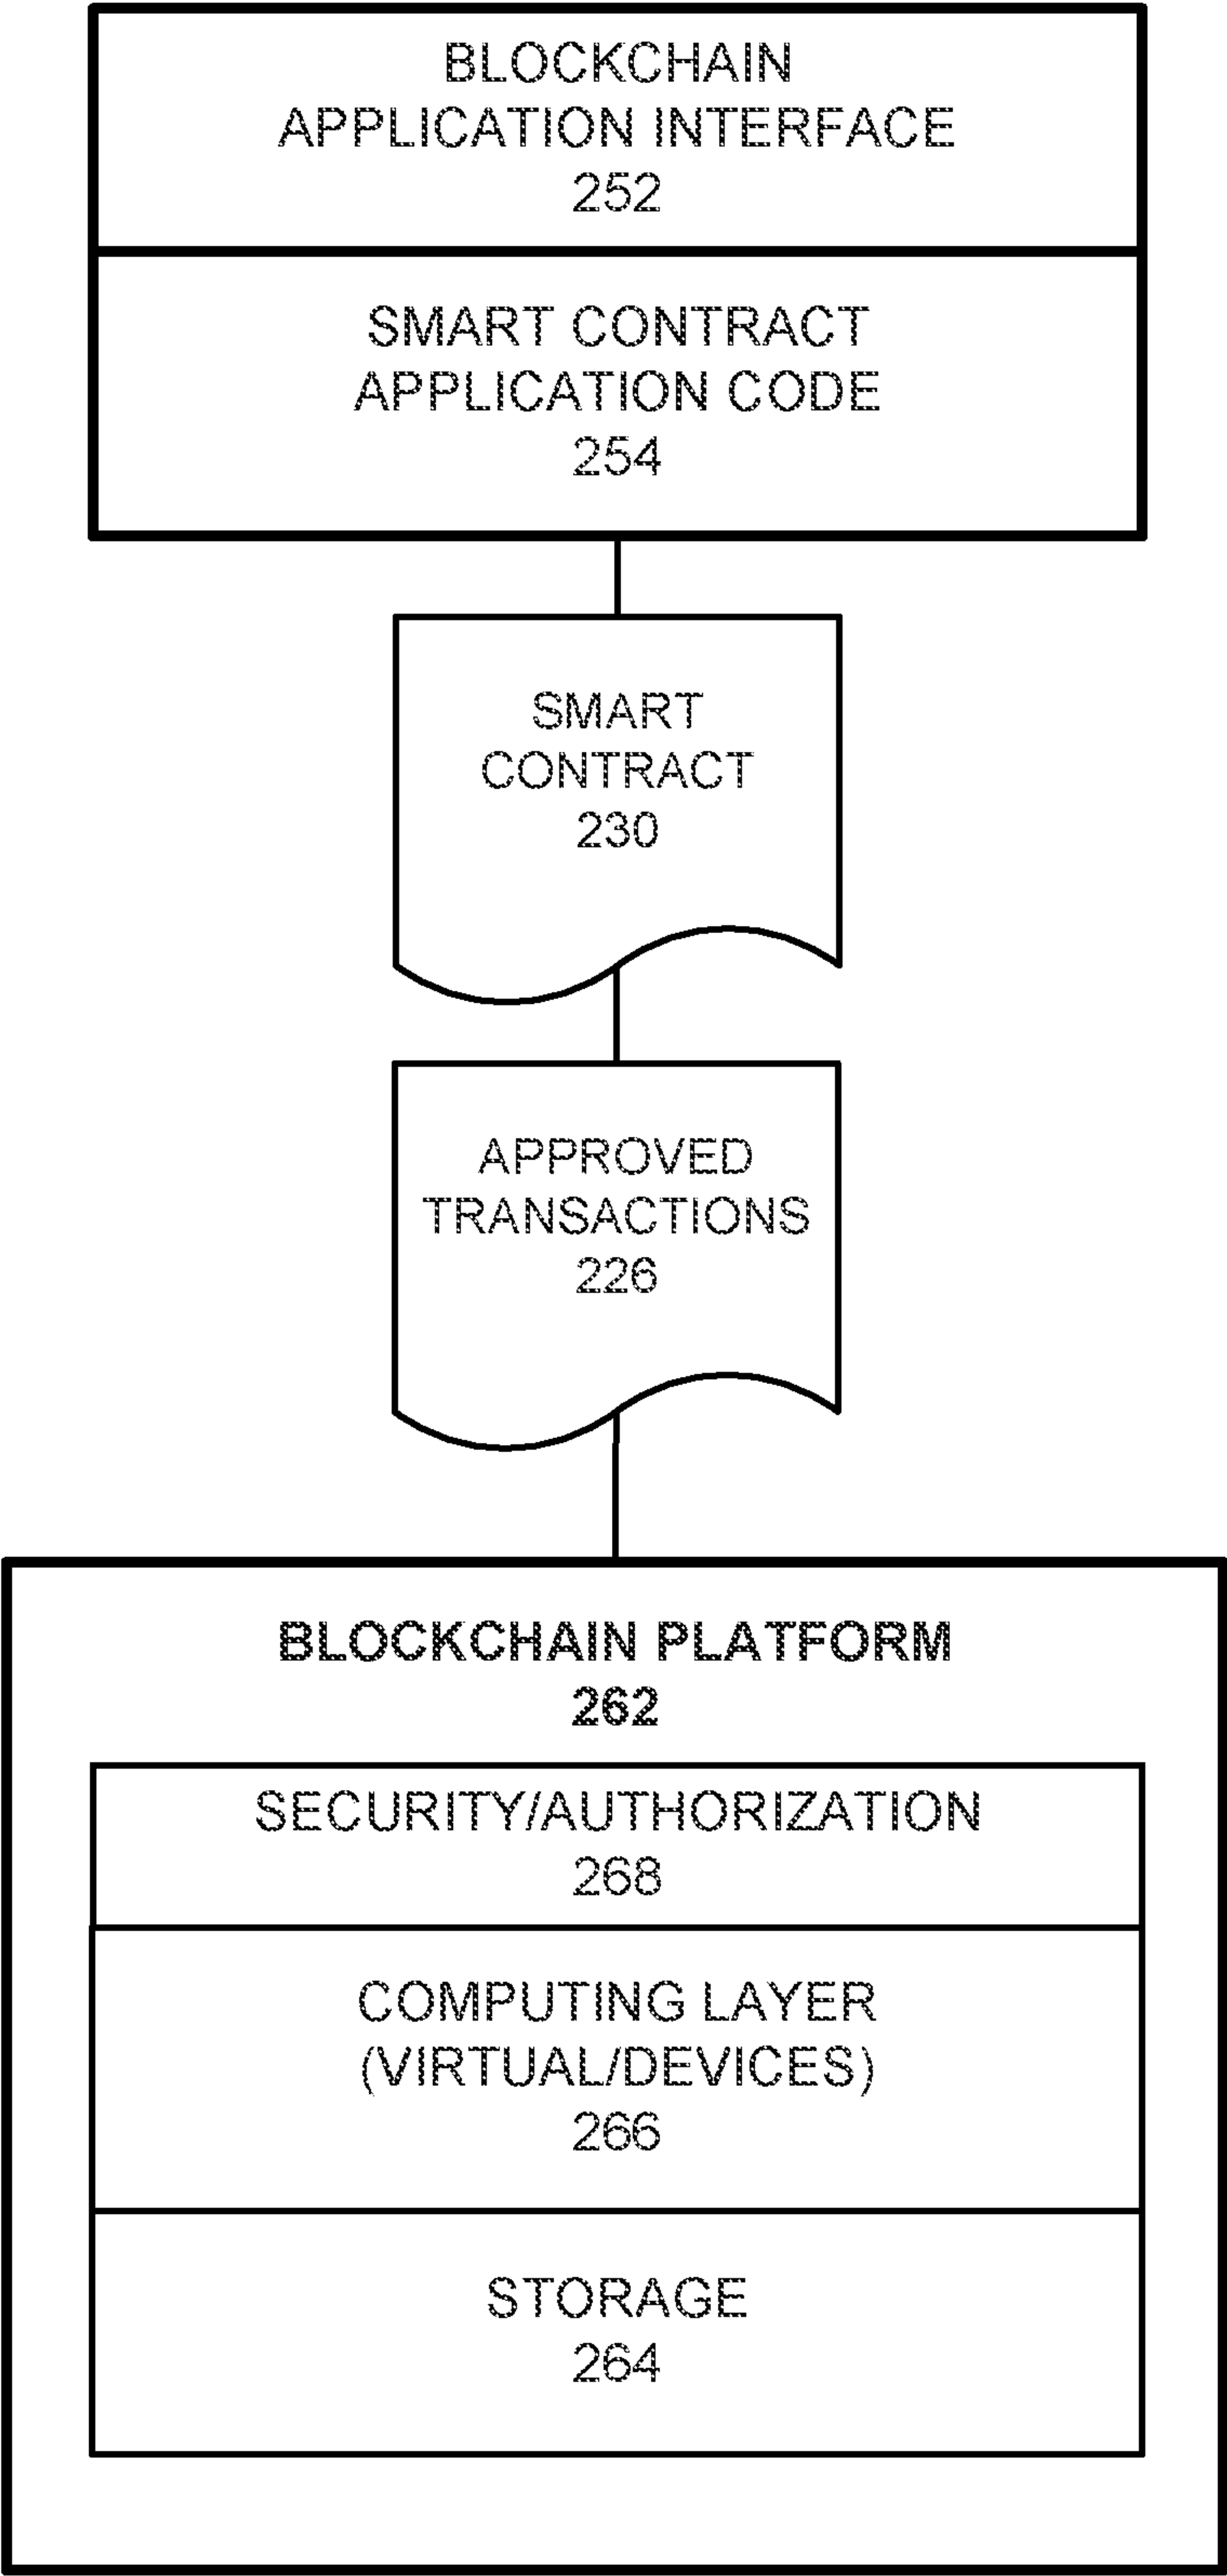 BLOCKCHAIN
APPLICATION INTERFACE
252
SMART CONTRACT
APPLICATION CODE
254
SMART
CONTRACT
230
APPROVED
TRANSACTIONS
226
BLOCKCHAIN PLATFORM
262
SECURITY/AUTHORIZATION
268
COMPUTING LAYER
(VIRTUAL/DEVICES)
266
STORAGE
264